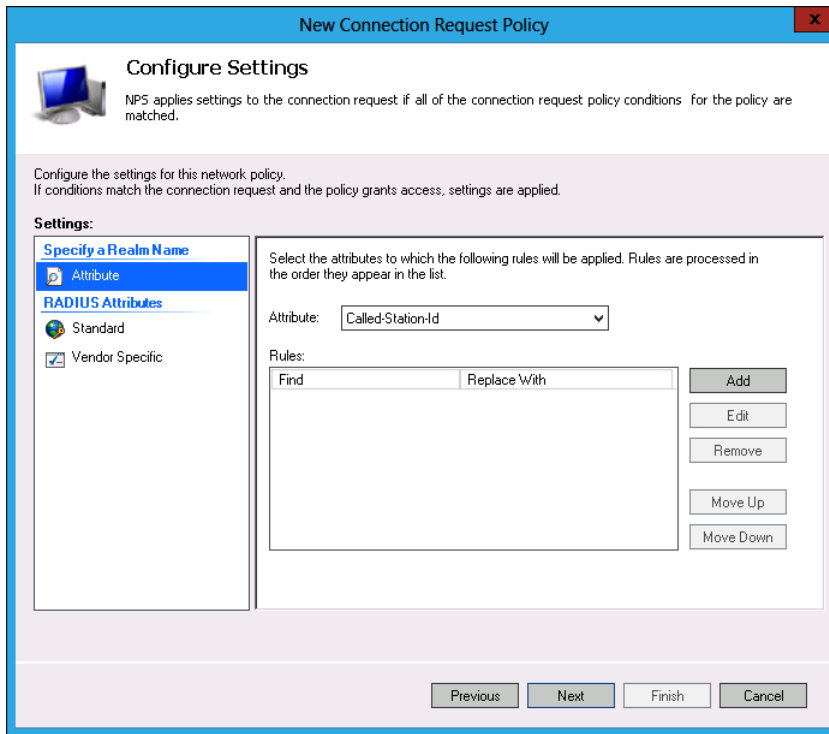 New Connection Request Policy
x
Configure Settings
NPS applies settings to the connection request if all of the connection request policy conditions for the policy are
matched.
Configure the settings for this network policy.
If conditions match the connection request and the policy grants access, settings are applied.
Settings:
Specify a Realm Name
Attribute
RADIUS Attributes
Standard
Vendor Specific
Select the attributes to which the following rules will be applied. Rules are processed in
the order they appear in the list.
Attribute: Called-Station-Id
Rules:
Find Replace With
Add
Edit
Remove
Move Up
Move Down
Previous Next Finish Cancel